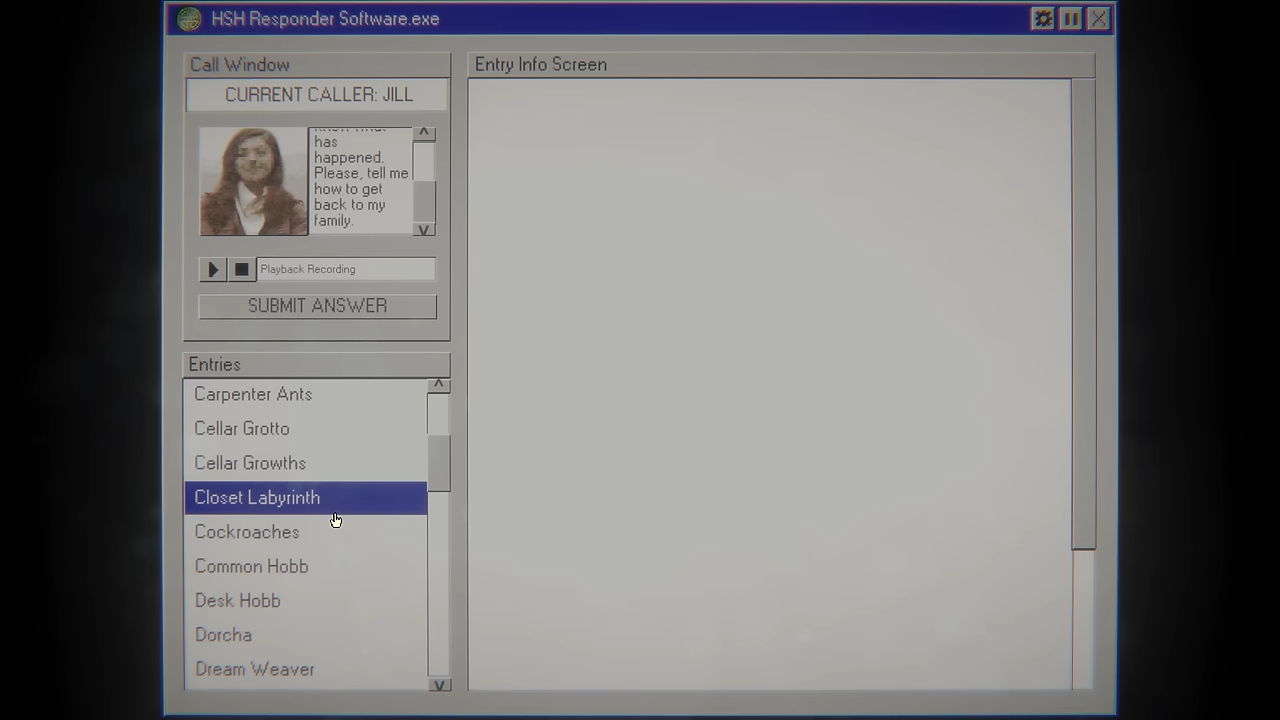 HSH Responder Software.exe
Call Window
CURRENT CALLER: JILL
has
happened.
Please, tell me
how to get
back to my
family.
Playback Recording
SUBMIT ANSWER
Entries
Carpenter Ants
Cellar Grotto
Cellar Growths
Closet Labyrinth
Cockroaches
Common Hobb
Desk Hobb
Dorcha
Dream Weaver
Entry Info Screen